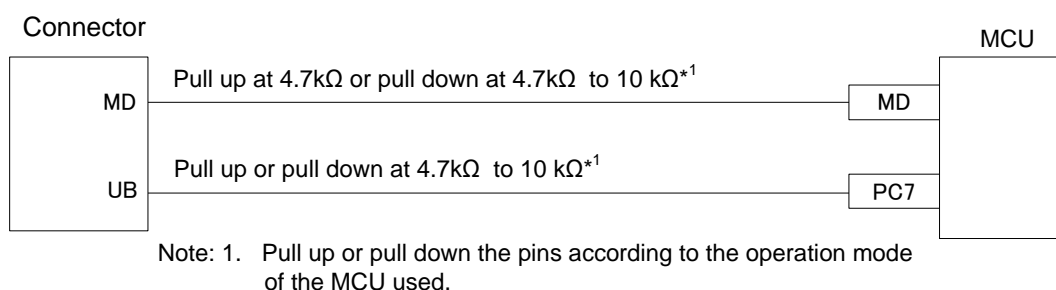 Connector
MCU
Pull up at 4.7kΩ or pull down at 4.7kΩ to 10 kΩ*1
MD
MD
Pull up or pull down at 4.7kΩ to 10 kΩ*1
UB
PC7
Note: 1. Pull up or pull down the pins according to the operation mode
of the MCU used.